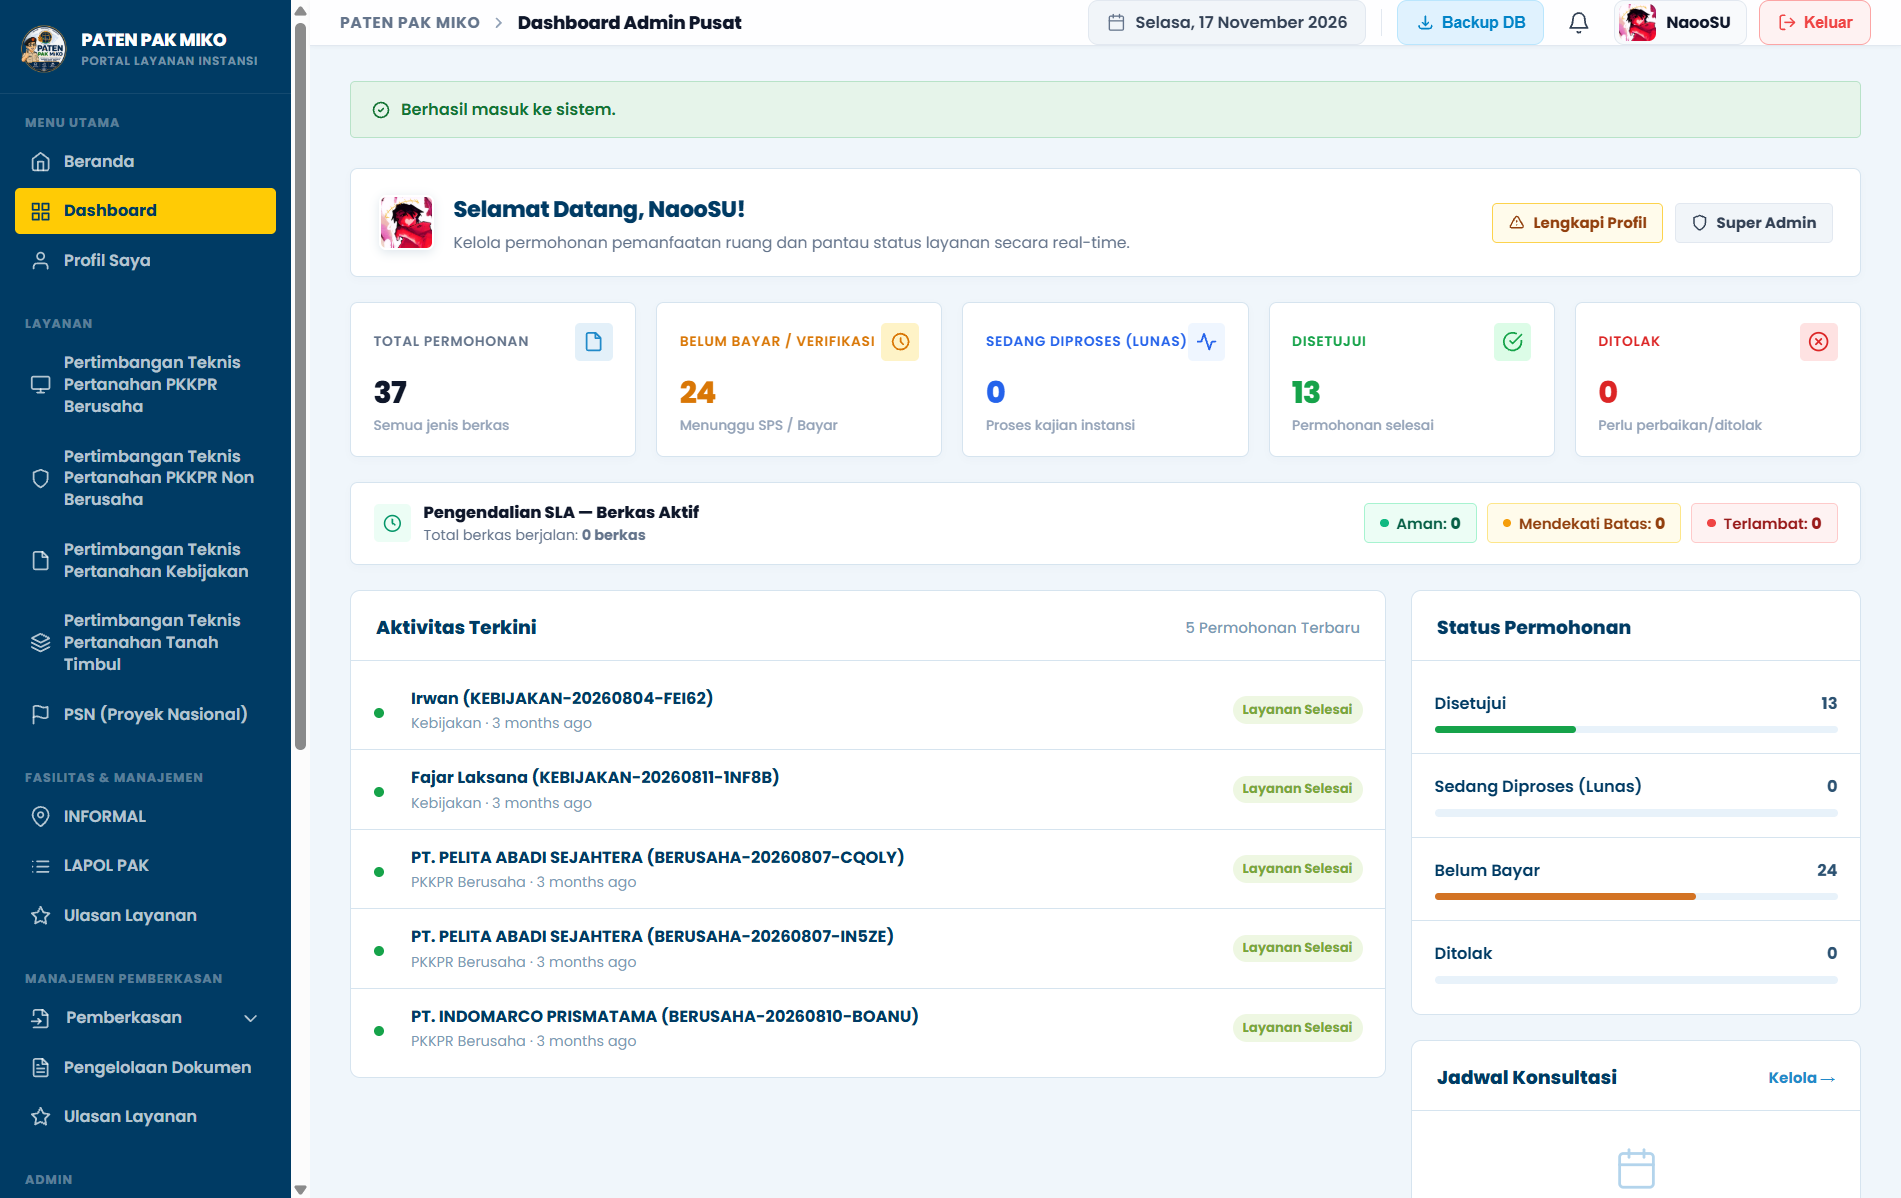 PATEN PAK MIKO
PORTAL LAYANAN INSTANSI
MENU UTAMA
Beranda
Dashboard
Profil Saya
LAYANAN
Pertimbangan Teknis
Pertanahan PKKPR
Berusaha
Pertimbangan Teknis
Pertanahan PKKPR Non
Berusaha
Pertimbangan Teknis
Pertanahan Kebijakan
Pertimbangan Teknis
Pertanahan Tanah
Timbul
PSN (Proyek Nasional)
FASILITAS & MANAJEMEN
INFORMAL
LAPOL PAK
Ulasan Layanan
MANAJEMEN PEMBERKASAN
Pemberkasan
Pengelolaan Dokumen
Ulasan Layanan
ADMIN
PATEN PAK MIKO > Dashboard Admin Pusat
Selasa, 17 November 2026
Backup DB
NaooSU
Keluar
Berhasil masuk ke sistem.
Selamat Datang, NaooSU!
Kelola permohonan pemanfaatan ruang dan pantau status layanan secara real-time.
Lengkapi Profil
Super Admin
TOTAL PERMOHONAN
37
Semua jenis berkas
BELUM BAYAR / VERIFIKASI
24
Menunggu SPS / Bayar
SEDANG DIPROSES (LUNAS)
0
Proses kajian instansi
DISETUJUI
13
Permohonan selesai
DITOLAK
0
Perlu perbaikan/ditolak
Pengendalian SLA — Berkas Aktif
Total berkas berjalan: 0 berkas
Aman: 0
Mendekati Batas: 0
Terlambat: 0
Aktivitas Terkini
5 Permohonan Terbaru
Irwan (KEBIJAKAN-20260804-FEI62)
Kebijakan · 3 months ago
Layanan Selesai
Fajar Laksana (KEBIJAKAN-20260811-1NF8B)
Kebijakan · 3 months ago
Layanan Selesai
PT. PELITA ABADI SEJAHTERA (BERUSAHA-20260807-CQOLY)
PKKPR Berusaha · 3 months ago
Layanan Selesai
PT. PELITA ABADI SEJAHTERA (BERUSAHA-20260807-IN5ZE)
PKKPR Berusaha · 3 months ago
Layanan Selesai
PT. INDOMARCO PRISMATAMA (BERUSAHA-20260810-BOANU)
PKKPR Berusaha · 3 months ago
Layanan Selesai
Status Permohonan
Disetujui 13
Sedang Diproses (Lunas) 0
Belum Bayar 24
Ditolak 0
Jadwal Konsultasi
Kelola →